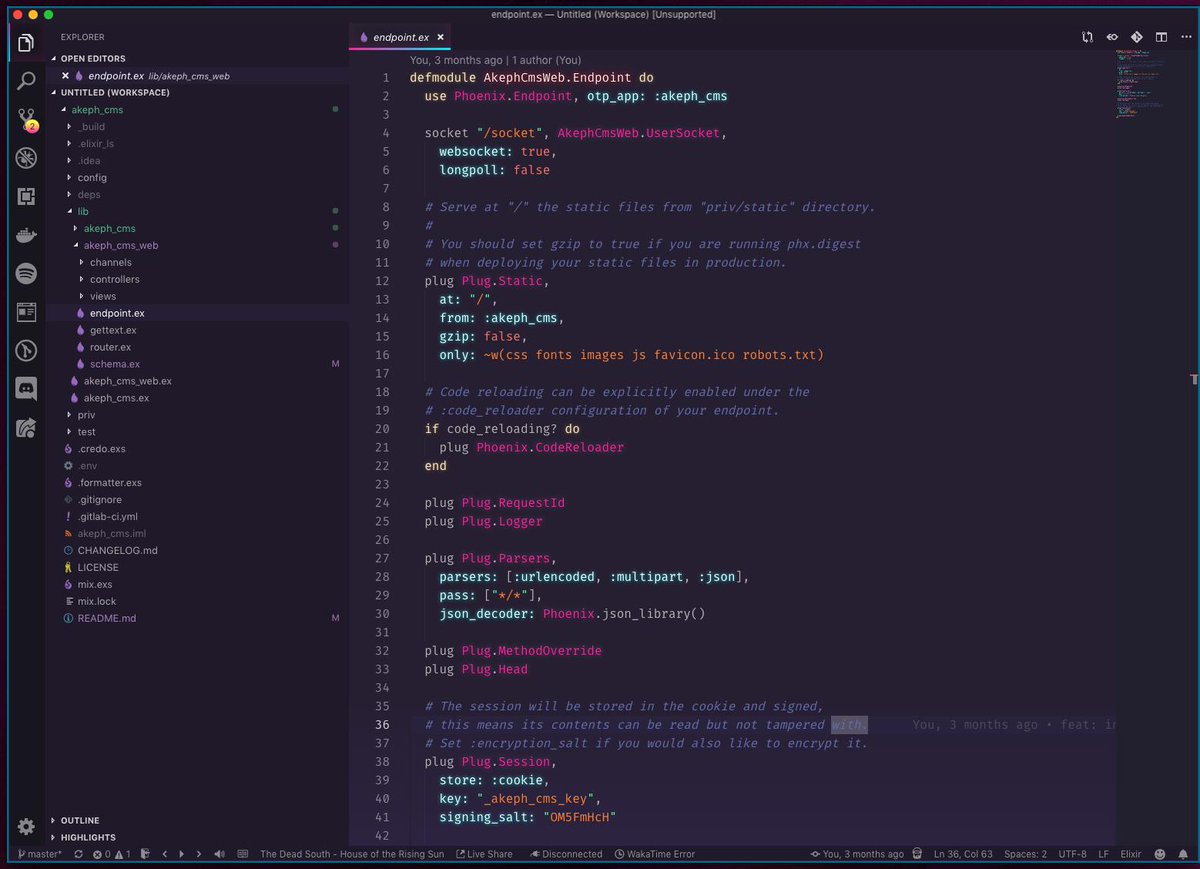 endpoint.ex — Untitled (Workspace) [Unsupported]
EXPLORER
OPEN EDITORS
endpoint.ex lib/akeph_cms_web
UNTITLED (WORKSPACE)
akeph_cms
_build
.elixir_ls
.idea
config
deps
lib
akeph_cms
akeph_cms_web
channels
controllers
views
endpoint.ex
gettext.ex
router.ex
schema.ex M
akeph_cms_web.ex
akeph_cms.ex
priv
test
.credo.exs
.env
.formatter.exs
.gitignore
.gitlab-ci.yml
akeph_cms.iml
CHANGELOG.md
LICENSE
mix.exs
mix.lock
README.md M
OUTLINE
HIGHLIGHTS
2
endpoint.ex
You, 3 months ago | 1 author (You)
1 defmodule AkephCmsWeb.Endpoint do
2 use Phoenix.Endpoint, otp_app: :akeph_cms
3
4 socket "/socket", AkephCmsWeb.UserSocket,
5 websocket: true,
6 longpoll: false
7
8 # Serve at "/" the static files from "priv/static" directory.
9 #
10 # You should set gzip to true if you are running phx.digest
11 # when deploying your static files in production.
12 plug Plug.Static,
13 at: "/",
14 from: :akeph_cms,
15 gzip: false,
16 only: ~w(css fonts images js favicon.ico robots.txt)
17
18 # Code reloading can be explicitly enabled under the
19 # :code_reloader configuration of your endpoint.
20 if code_reloading? do
21 plug Phoenix.CodeReloader
22 end
23
24 plug Plug.RequestId
25 plug Plug.Logger
26
27 plug Plug.Parsers,
28 parsers: [:urlencoded, :multipart, :json],
29 pass: ["*/*"],
30 json_decoder: Phoenix.json_library()
31
32 plug Plug.MethodOverride
33 plug Plug.Head
34
35 # The session will be stored in the cookie and signed,
36 # this means its contents can be read but not tampered with. You, 3 months ago • feat: in
37 # Set :encryption_salt if you would also like to encrypt it.
38 plug Plug.Session,
39 store: :cookie,
40 key: "_akeph_cms_key",
41 signing_salt: "OM5FmHcH"
42
master* 0 1 The Dead South - House of the Rising Sun Live Share Disconnected WakaTime Error You, 3 months ago Ln 36, Col 63 Spaces: 2 UTF-8 LF Elixir